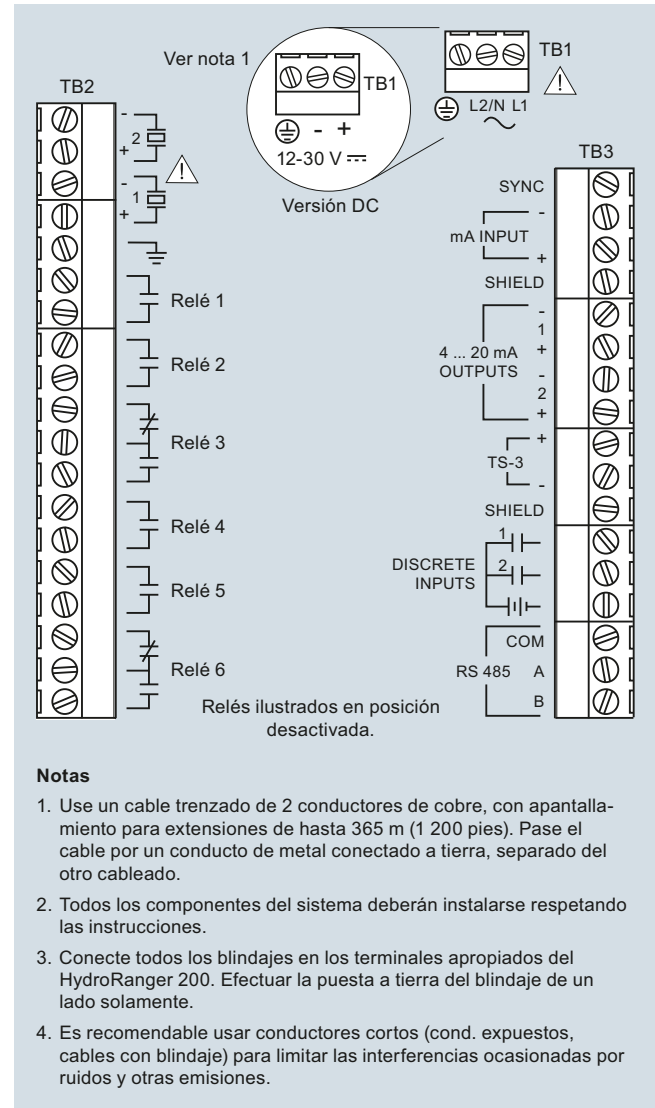 Ver nota 1
TB1
TB1
L2/N L1
- +
12-30 V
Versión DC
TB2
-
2
+
-
1
+
Relé 1
Relé 2
Relé 3
Relé 4
Relé 5
Relé 6
TB3
SYNC
-
mA INPUT
+
SHIELD
-
1
4 ... 20 mA +
OUTPUTS -
2
+
+
TS-3
-
SHIELD
1
DISCRETE 2
INPUTS
COM
RS 485 A
B
Relés ilustrados en posición
desactivada.
Notas
1. Use un cable trenzado de 2 conductores de cobre, con apantalla-
miento para extensiones de hasta 365 m (1 200 pies). Pase el
cable por un conducto de metal conectado a tierra, separado del
otro cableado.
2. Todos los componentes del sistema deberán instalarse respetando
las instrucciones.
3. Conecte todos los blindajes en los terminales apropiados del
HydroRanger 200. Efectuar la puesta a tierra del blindaje de un
lado solamente.
4. Es recomendable usar conductores cortos (cond. expuestos,
cables con blindaje) para limitar las interferencias ocasionadas por
ruidos y otras emisiones.